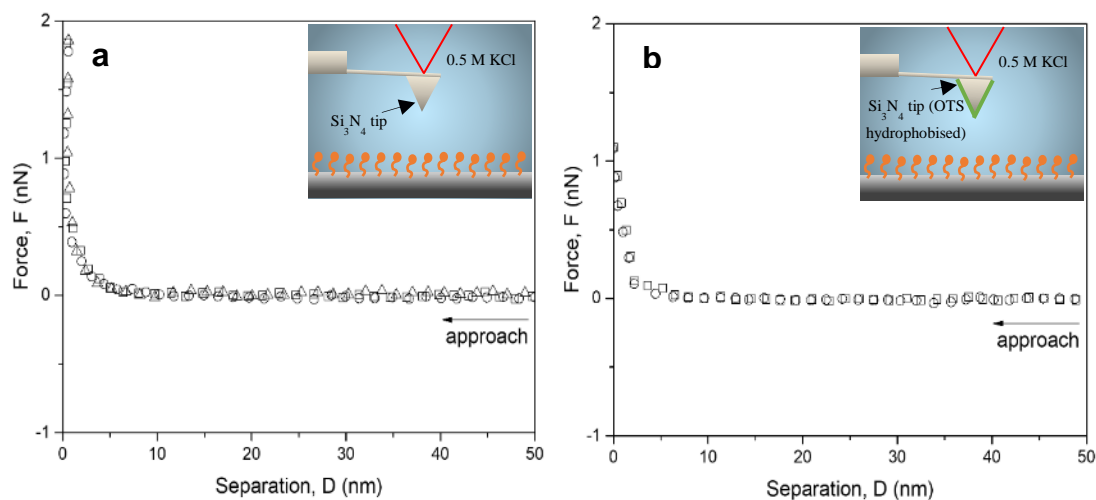 a
0.5 M KCl
Si3N4 tip
Force, F (nN)
2
1
0
-1
approach
0 10 20 30 40 50
Separation, D (nm)
b
0.5 M KCl
Si3N4 tip (OTS
hydrophobised)
Force, F (nN)
2
1
0
-1
approach
0 10 20 30 40 50
Separation, D (nm)